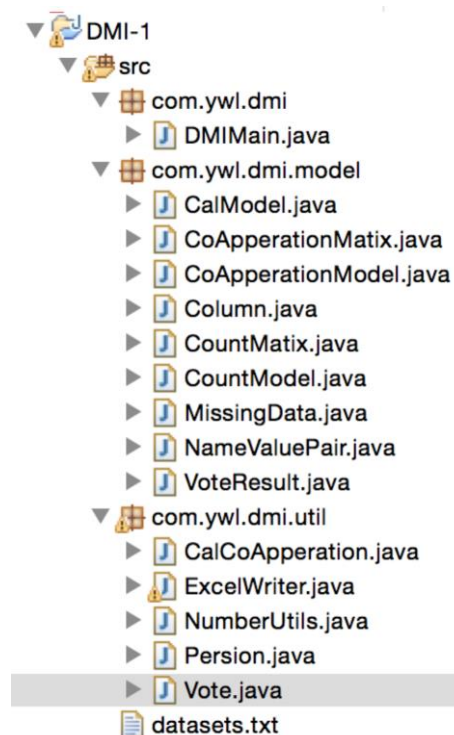 DMI-1
src
com.ywl.dmi
DMIMain.java
com.ywl.dmi.model
CalModel.java
CoApperationMatix.java
CoApperationModel.java
Column.java
CountMatix.java
CountModel.java
MissingData.java
NameValuePair.java
VoteResult.java
com.ywl.dmi.util
CalCoApperation.java
ExcelWriter.java
NumberUtils.java
Persion.java
Vote.java
datasets.txt